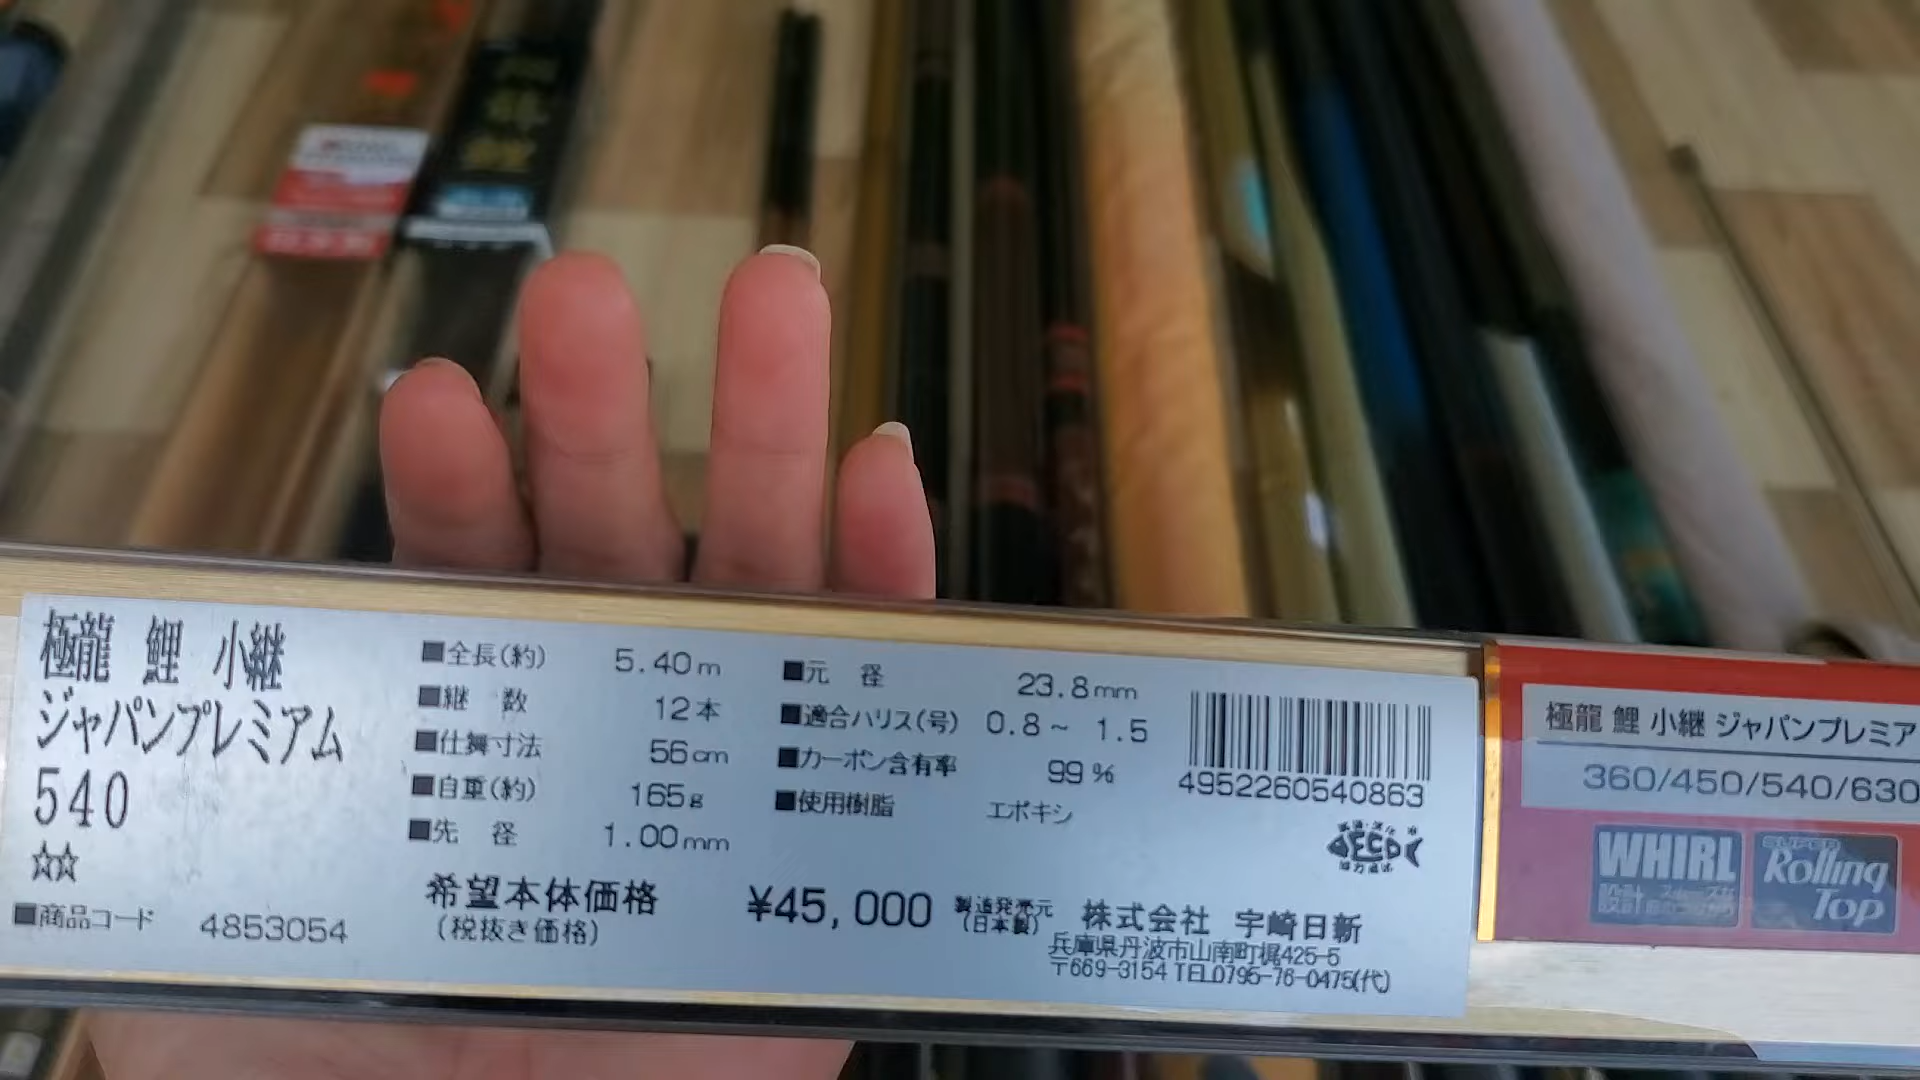 極龍 鯉 小継
ジャパンプレミアム
540
☆☆
■商品コード 4853054
■全長(約) 5.40m
■継 数 12本
■仕舞寸法 56cm
■自重(約) 165g
■先 径 1.00mm
■元 径 23.8mm
■適合ハリス(号) 0.8~ 1.5
■カーボン含有率 99%
■使用樹脂 エポキシ
希望本体価格 ¥45,000
(税抜き価格)
製造発売元
(日本製)
株式会社 宇崎日新
兵庫県丹波市山南町梶425-5
〒669-3154 TEL0795-76-0475(代)
4952260540863
極龍 鯉 小継 ジャパンプレミア
360/450/540/630
WHIRL
設計
SUPER
Rolling
Top